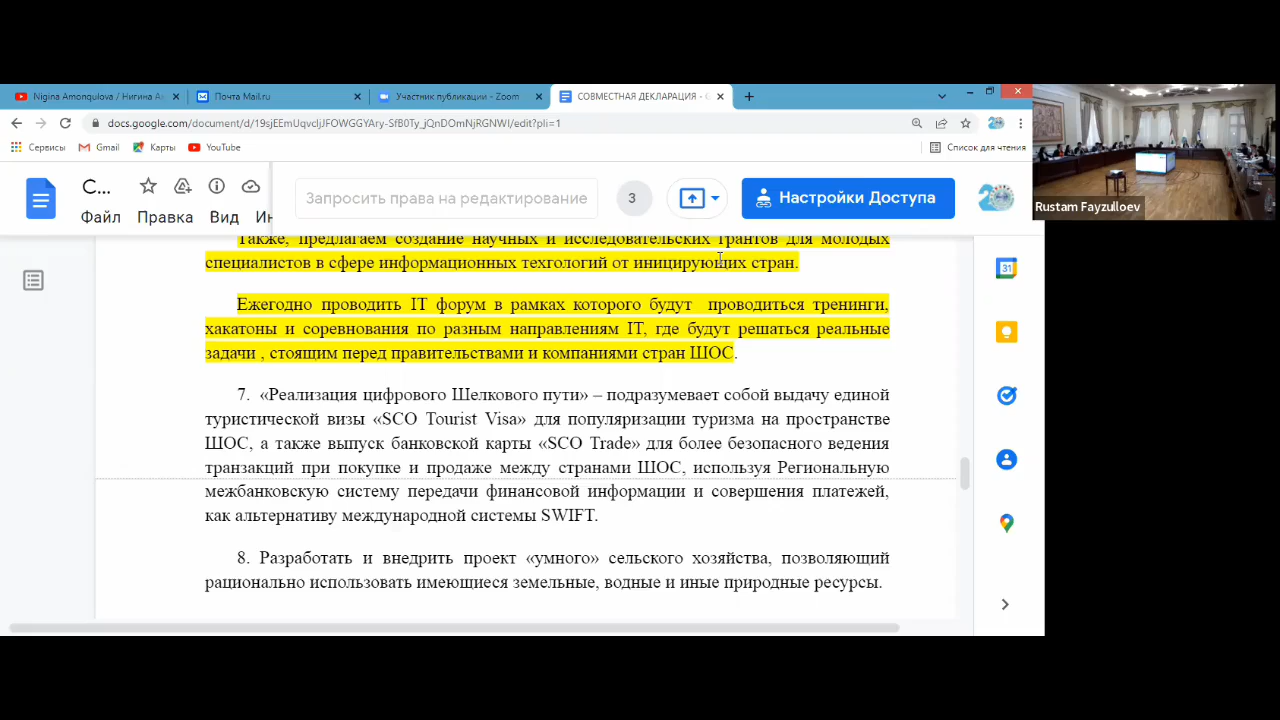 Nigina Amonqulova / Нигина Ак
Почта Mail.ru
Участник публикации - Zoom
СОВМЕСТНАЯ ДЕКЛАРАЦИЯ - G
docs.google.com/document/d/19sjEEmUqvcljJFOWGGYAry-SfB0Ty_jQnDOmNjRGNWI/edit?pli=1
Сервисы
Gmail
Карты
YouTube
Список для чтения
С...
Запросить права на редактирование
3
Настройки Доступа
Файл
Правка
Вид
Ин
Rustam Fayzulloev
31
Также, предлагаем создание научных и исследовательских грантов для молодых
специалистов в сфере информационных техгологий от иницирующих стран.
Ежегодно проводить IT форум в рамках которого будут проводиться тренинги,
хакатоны и соревнования по разным направлениям IT, где будут решаться реальные
задачи , стоящим перед правительствами и компаниями стран ШОС.
7. «Реализация цифрового Шелкового пути» – подразумевает собой выдачу единой
туристической визы «SCO Tourist Visa» для популяризации туризма на пространстве
ШОС, а также выпуск банковской карты «SCO Trade» для более безопасного ведения
транзакций при покупке и продаже между странами ШОС, используя Региональную
межбанковскую систему передачи финансовой информации и совершения платежей,
как альтернативу международной системы SWIFT.
8. Разработать и внедрить проект «умного» сельского хозяйства, позволяющий
рационально использовать имеющиеся земельные, водные и иные природные ресурсы.